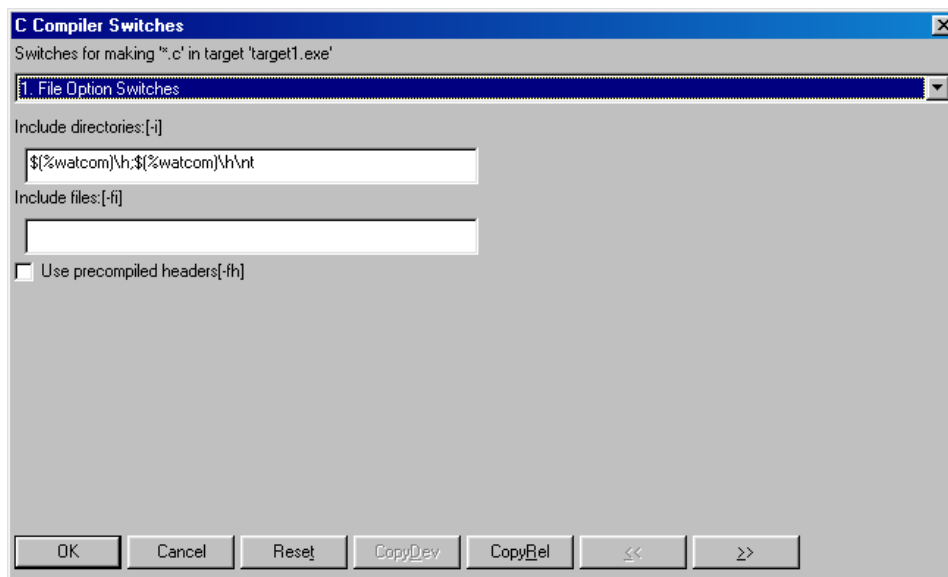 C Compiler Switches
Switches for making '*.c' in target 'target1.exe'
1. File Option Switches
Include directories:[-i]
$(%watcom)\h;$(%watcom)\h\nt
Include files:[-fi]
Use precompiled headers[-fh]
OK Cancel Reset CopyDev CopyRel << >>